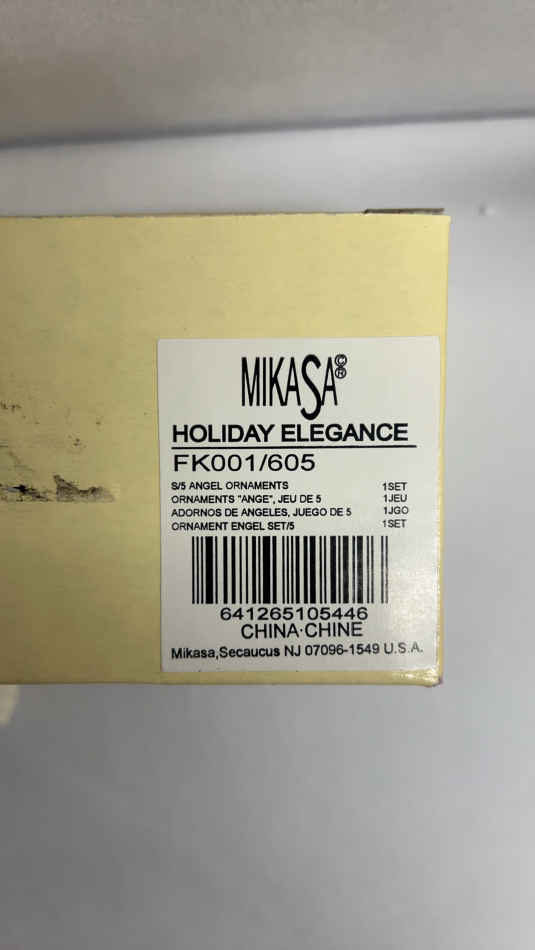 MIKASA©®
HOLIDAY ELEGANCE
FK001/605
S/5 ANGEL ORNAMENTS 1SET
ORNAMENTS "ANGE", JEU DE 5 1JEU
ADORNOS DE ANGELES, JUEGO DE 5 1JGO
ORNAMENT ENGEL SET/5 1SET
641265105446
CHINA·CHINE
Mikasa,Secaucus NJ 07096-1549 U.S.A.